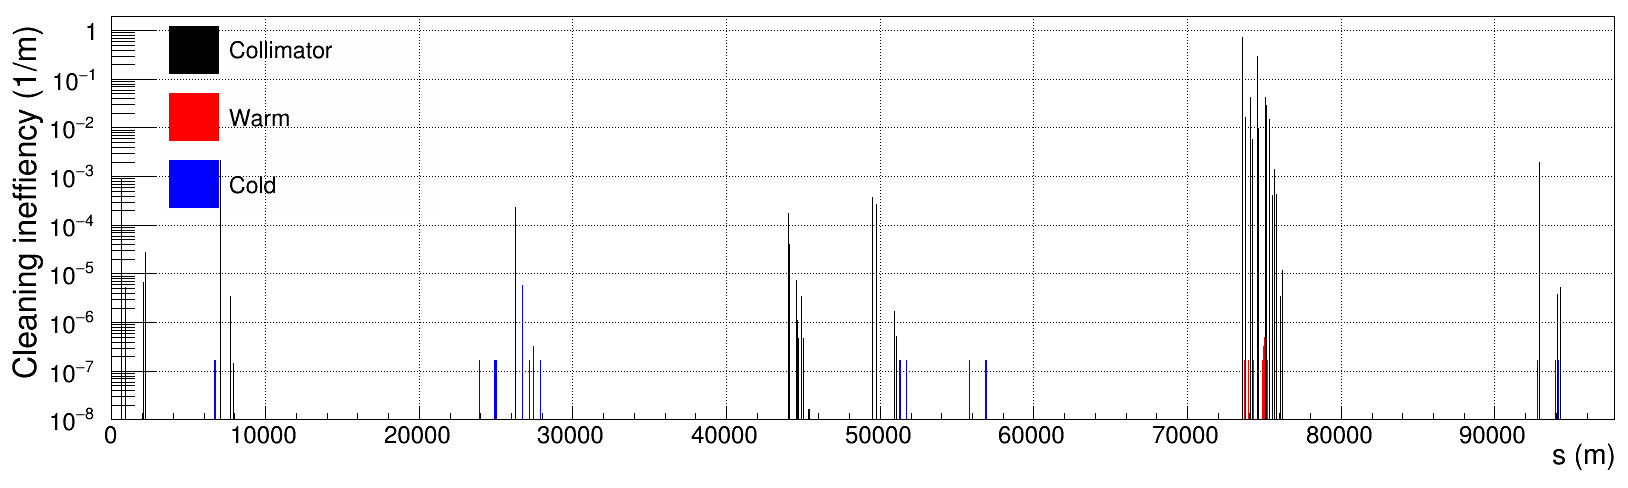 Cleaning ineffiency (1/m)
1
10⁻¹
10⁻²
10⁻³
10⁻⁴
10⁻⁵
10⁻⁶
10⁻⁷
10⁻⁸
Collimator
Warm
Cold
0 10000 20000 30000 40000 50000 60000 70000 80000 90000
s (m)